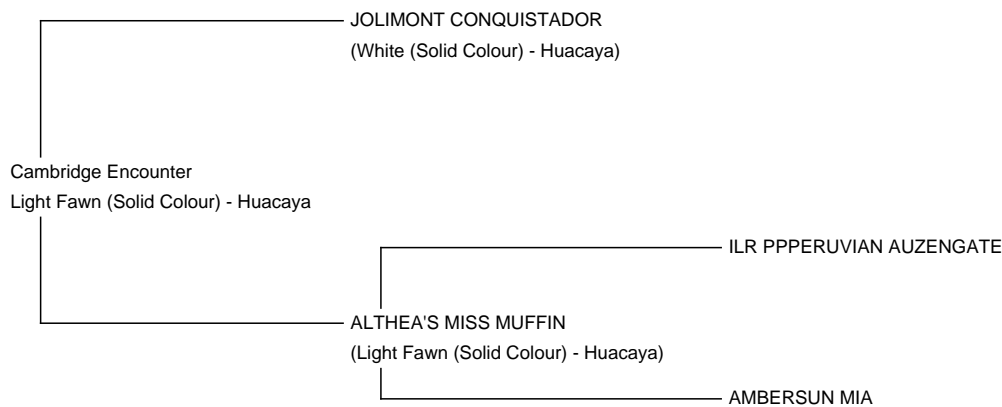 JOLIMONT CONQUISTADOR
(White (Solid Colour) - Huacaya)
Cambridge Encounter
Light Fawn (Solid Colour) - Huacaya
ILR PPPERUVIAN AUZENGATE
ALTHEA'S MISS MUFFIN
(Light Fawn (Solid Colour) - Huacaya)
AMBERSUN MIA